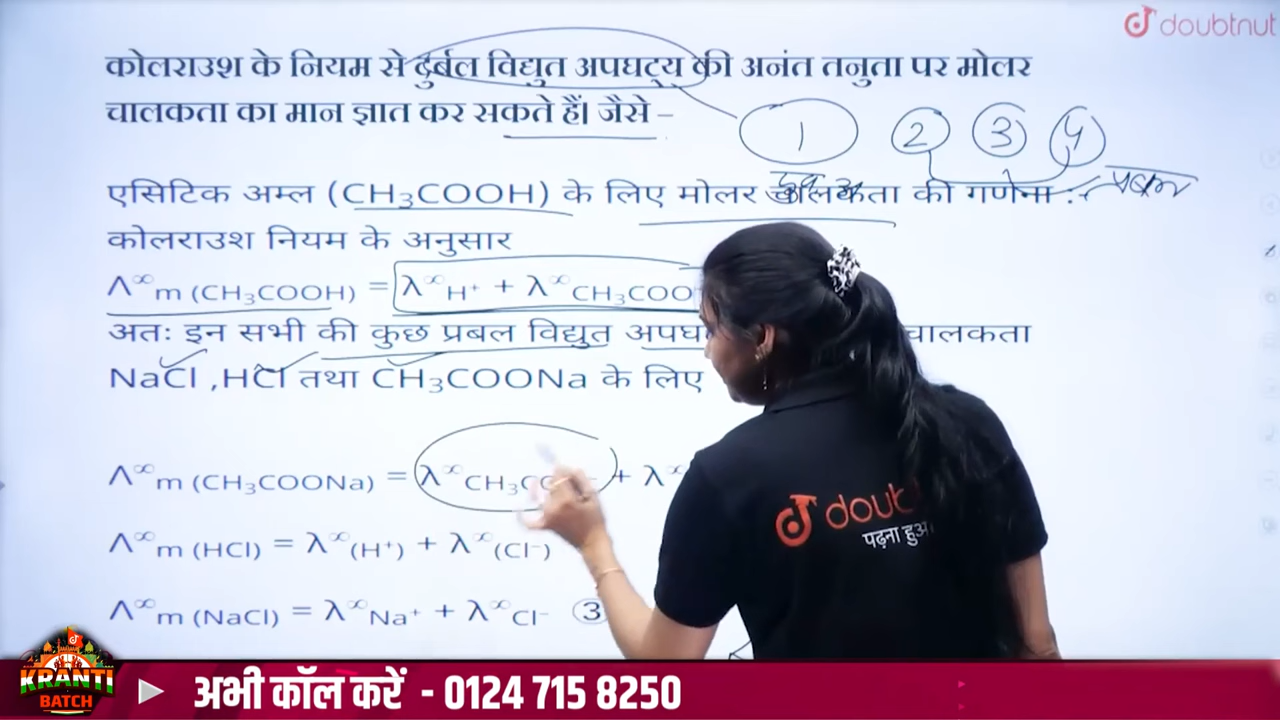 doubtnut
कोलराउश के नियम से दुर्बल विद्युत अपघट्य की अनंत तनुता पर मोलर
चालकता का मान ज्ञात कर सकते हैं। जैसे –
1 2 3 4
एसिटिक अम्ल (CH₃COOH) के लिए मोलर चालकता की गणना :-
कोलराउश नियम के अनुसार
Λ∞m (CH₃COOH) = λ∞H⁺ + λ∞CH₃COO
अतः इन सभी की कुछ प्रबल विद्युत अपघ चालकता
NaCl ,HCl तथा CH₃COONa के लिए
Λ∞m (CH₃COONa) = λ∞CH₃CO + λ∞
Λ∞m (HCl) = λ∞(H⁺) + λ∞(Cl⁻)
Λ∞m (NaCl) = λ∞Na⁺ + λ∞Cl⁻ ③
doubt
पढ़ना हुआ
KRANTI
BATCH
अभी कॉल करें - 0124 715 8250